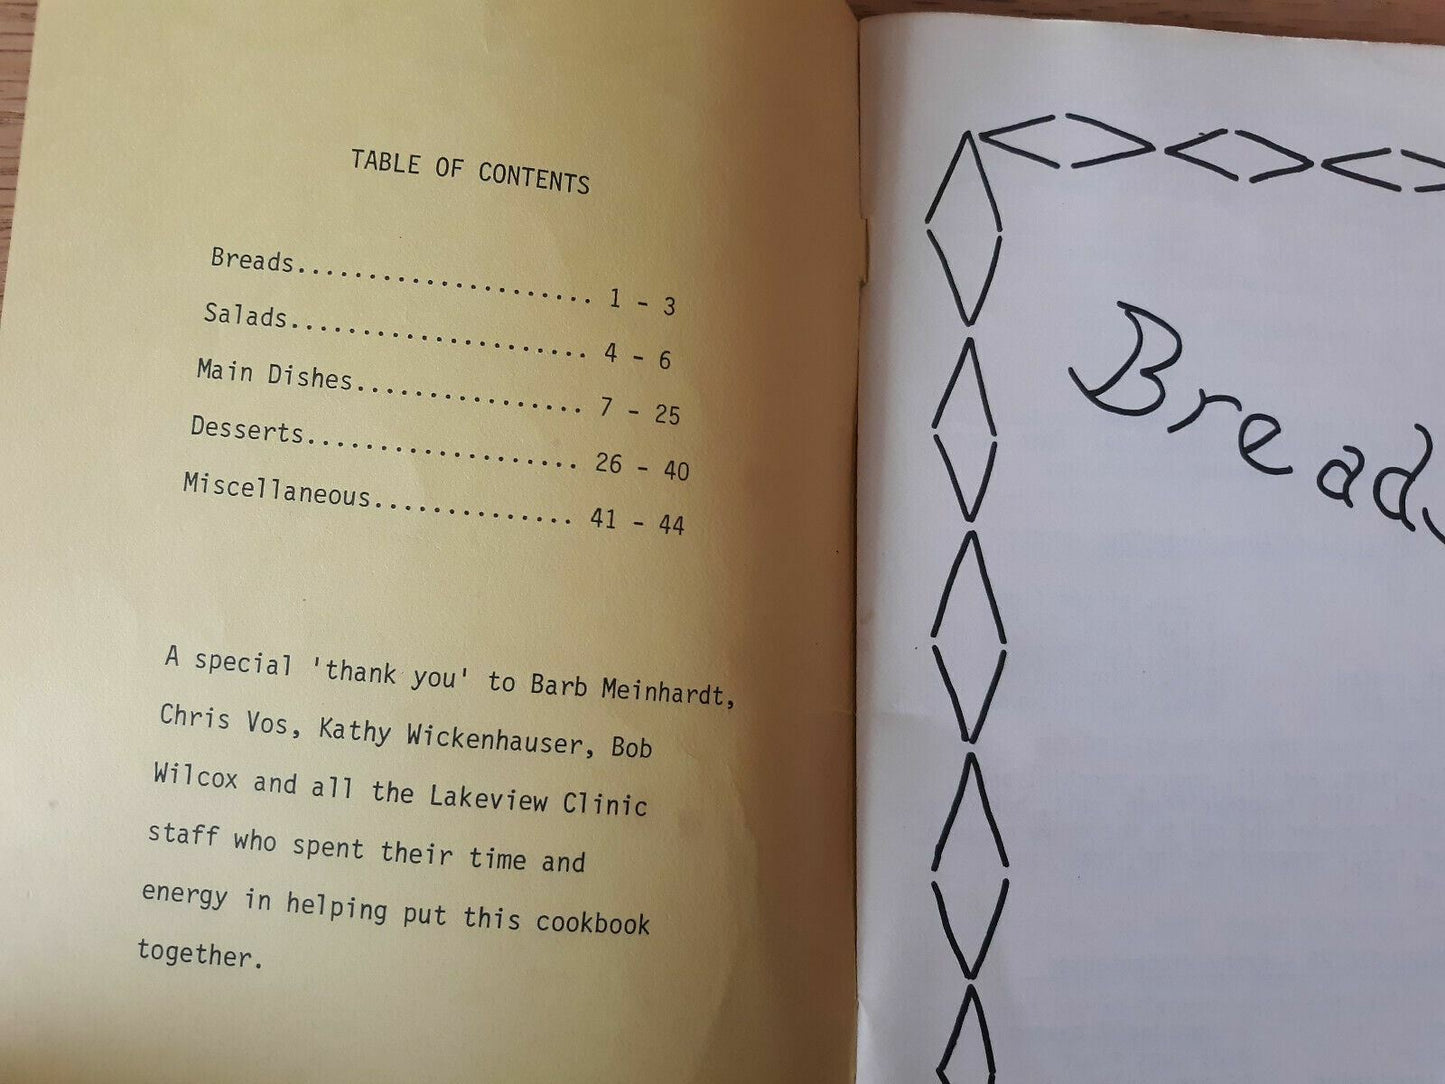 TABLE OF CONTENTS
Breads..................... 1 - 3
Salads..................... 4 - 6
Main Dishes................ 7 - 25
Desserts................... 26 - 40
Miscellaneous.............. 41 - 44
A special 'thank you' to Barb Meinhardt,
Chris Vos, Kathy Wickenhauser, Bob
Wilcox and all the Lakeview Clinic
staff who spent their time and
energy in helping put this cookbook
together.
Breads